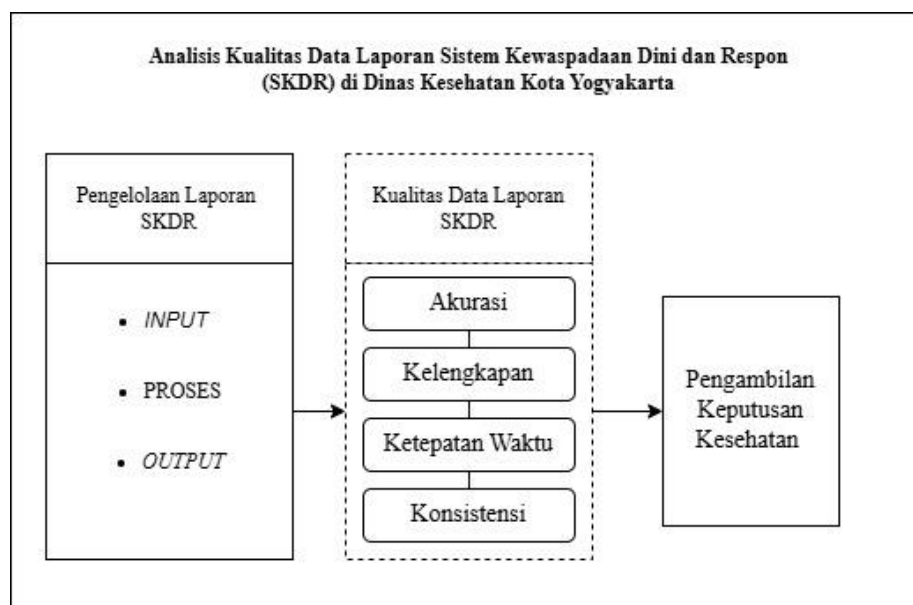 Analisis Kualitas Data Laporan Sistem Kewaspadaan Dini dan Respon
(SKDR) di Dinas Kesehatan Kota Yogyakarta
Pengelolaan Laporan
SKDR
• INPUT
• PROSES
• OUTPUT
Kualitas Data Laporan
SKDR
Akurasi
Kelengkapan
Ketepatan Waktu
Konsistensi
Pengambilan
Keputusan
Kesehatan